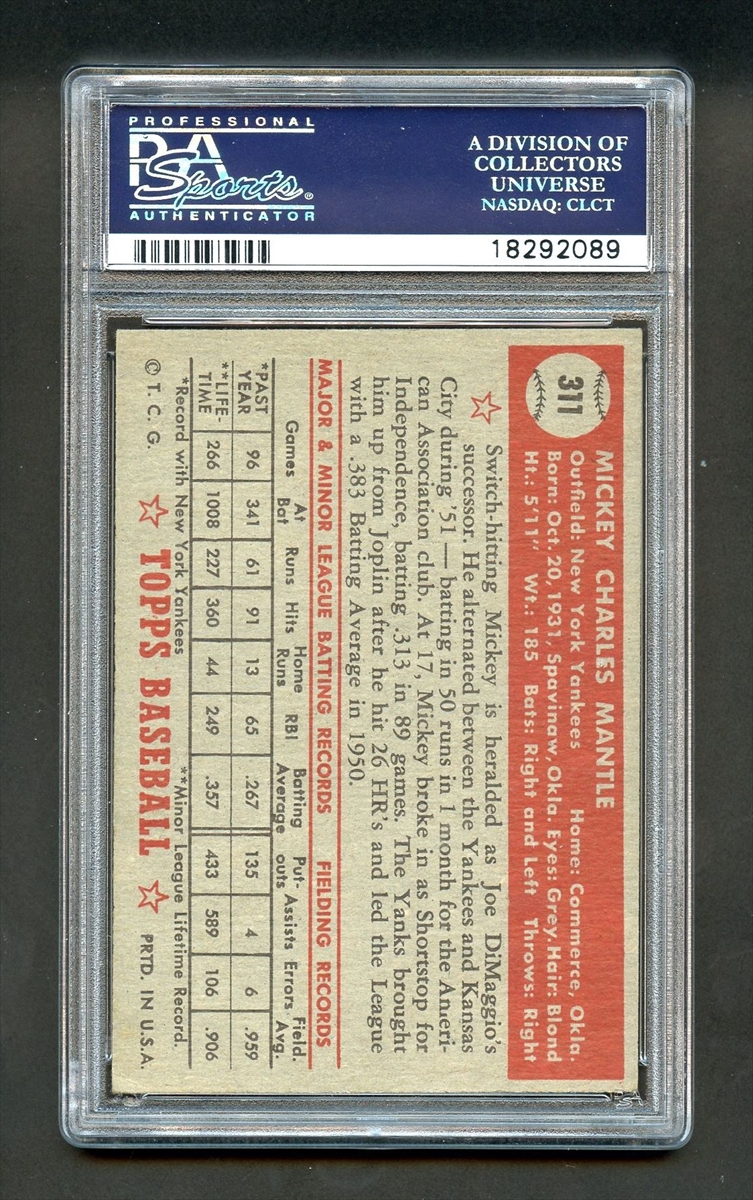 PROFESSIONAL
PSA
Sports®
AUTHENTICATOR
A DIVISION OF
COLLECTORS
UNIVERSE
NASDAQ: CLCT
18292089
311
MICKEY CHARLES MANTLE
Outfield: New York Yankees Home: Commerce, Okla.
Born: Oct. 20, 1931, Spavinaw, Okla. Eyes: Grey, Hair: Blond
Ht.: 5'11" Wt.: 185 Bats: Right and Left Throws: Right
Switch-hitting Mickey is heralded as Joe DiMaggio's
successor. He alternated between the Yankees and Kansas
City during '51 — batting in 50 runs in 1 month for the Ameri-
can Association club. At 17, Mickey broke in as Shortstop for
Independence, batting .313 in 89 games. The Yanks brought
him up from Joplin after he hit 26 HR's and led the League
with a .383 Batting Average in 1950.
MAJOR & MINOR LEAGUE BATTING RECORDS FIELDING RECORDS
Games At Bat Runs Hits Home Runs RBI Batting Average Put-outs Assists Errors Field. Avg.
*PAST YEAR 96 341 61 91 13 65 .267 135 4 6 .959
**LIFE-TIME 266 1008 227 360 44 249 .357 433 589 106 .906
*Record with New York Yankees **Minor League Lifetime Record.
© T. C. G. TOPPS BASEBALL PRTD. IN U.S.A.